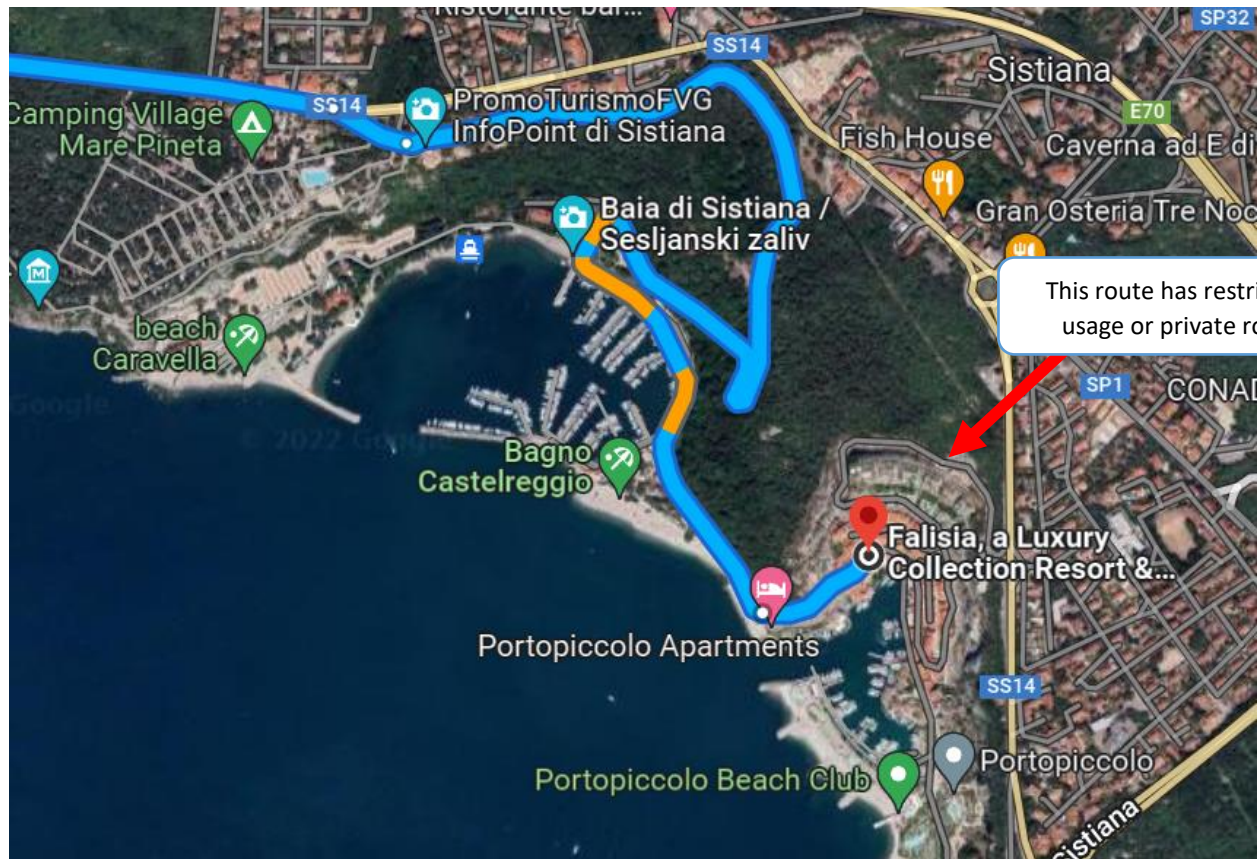 Ristorante bar...
SP32
SS14
Sistiana
Camping Village
Mare Pineta
SS14
PromoTurismoFVG
InfoPoint di Sistiana
E70
Fish House
Caverna ad E di
Baia di Sistiana /
Sesljanski zaliv
Gran Osteria Tre Noc
This route has restri
usage or private ro
beach
Caravella
SP1
CONAD
Google
© 2022 Google
Bagno
Castelreggio
Falisia, a Luxury
Collection Resort &...
Portopiccolo Apartments
SS14
Portopiccolo
Portopiccolo Beach Club
Sistiana